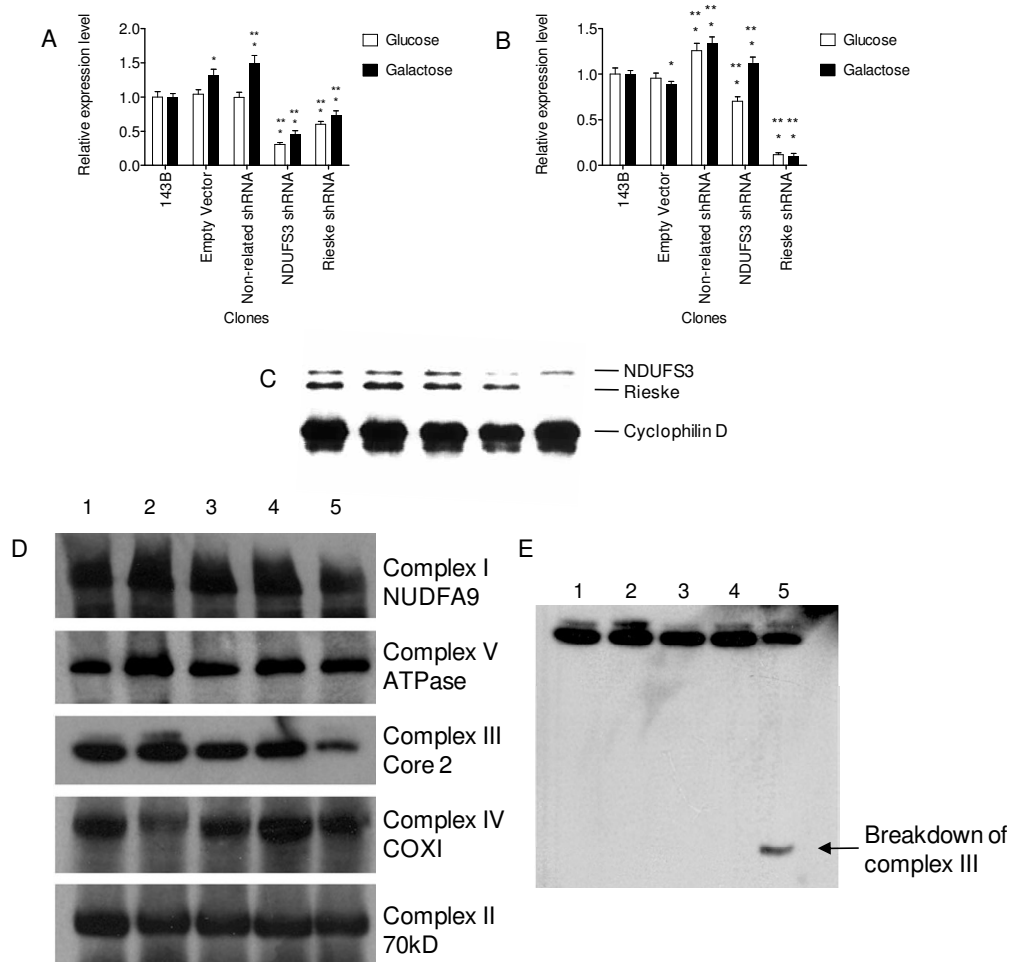 A
Relative expression level
2.0
1.5
1.0
0.5
0.0
*
**
*
**
*
**
*
**
*
**
*
Glucose
Galactose
143B
Empty Vector
Non-related shRNA
NDUFS3 shRNA
Rieske shRNA
Clones
B
Relative expression level
1.5
1.0
0.5
0.0
*
**
*
**
*
**
*
**
*
**
*
**
*
Glucose
Galactose
143B
Empty Vector
Non-related shRNA
NDUFS3 shRNA
Rieske shRNA
Clones
C
NDUFS3
Rieske
Cyclophilin D
D
1 2 3 4 5
Complex I
NUDFA9
Complex V
ATPase
Complex III
Core 2
Complex IV
COXI
Complex II
70kD
E
1 2 3 4 5
Breakdown of
complex III